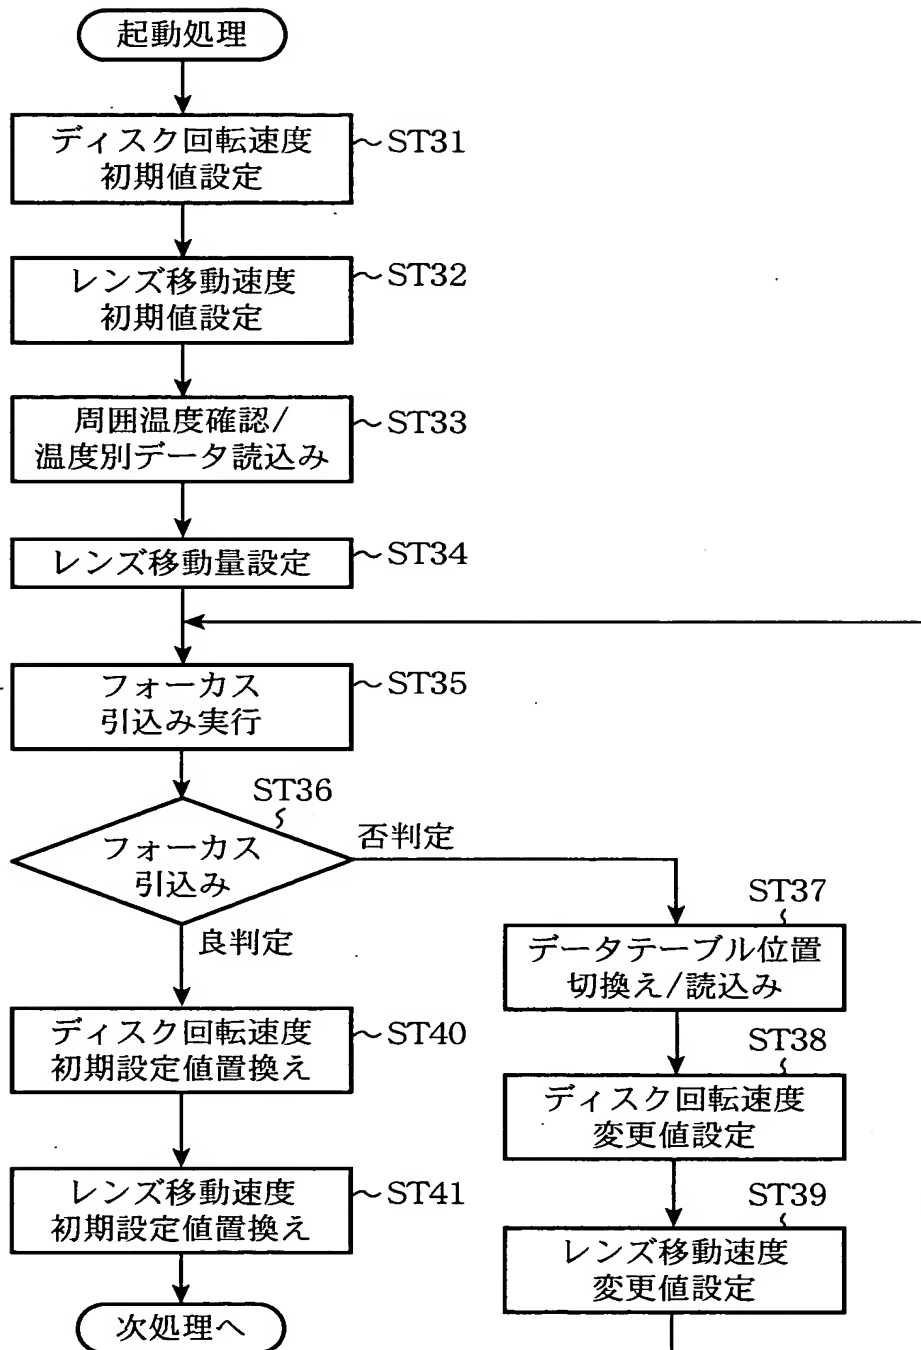 起動処理
ディスク回転速度
初期値設定
ST31
レンズ移動速度
初期値設定
ST32
周囲温度確認/
温度別データ読込み
ST33
レンズ移動量設定
ST34
フォーカス
引込み実行
ST35
ST36
フォーカス
引込み
否判定
良判定
ST37
データテーブル位置
切換え/読込み
ST38
ディスク回転速度
変更値設定
ST39
レンズ移動速度
変更値設定
ディスク回転速度
初期設定値置換え
ST40
レンズ移動速度
初期設定値置換え
ST41
次処理へ